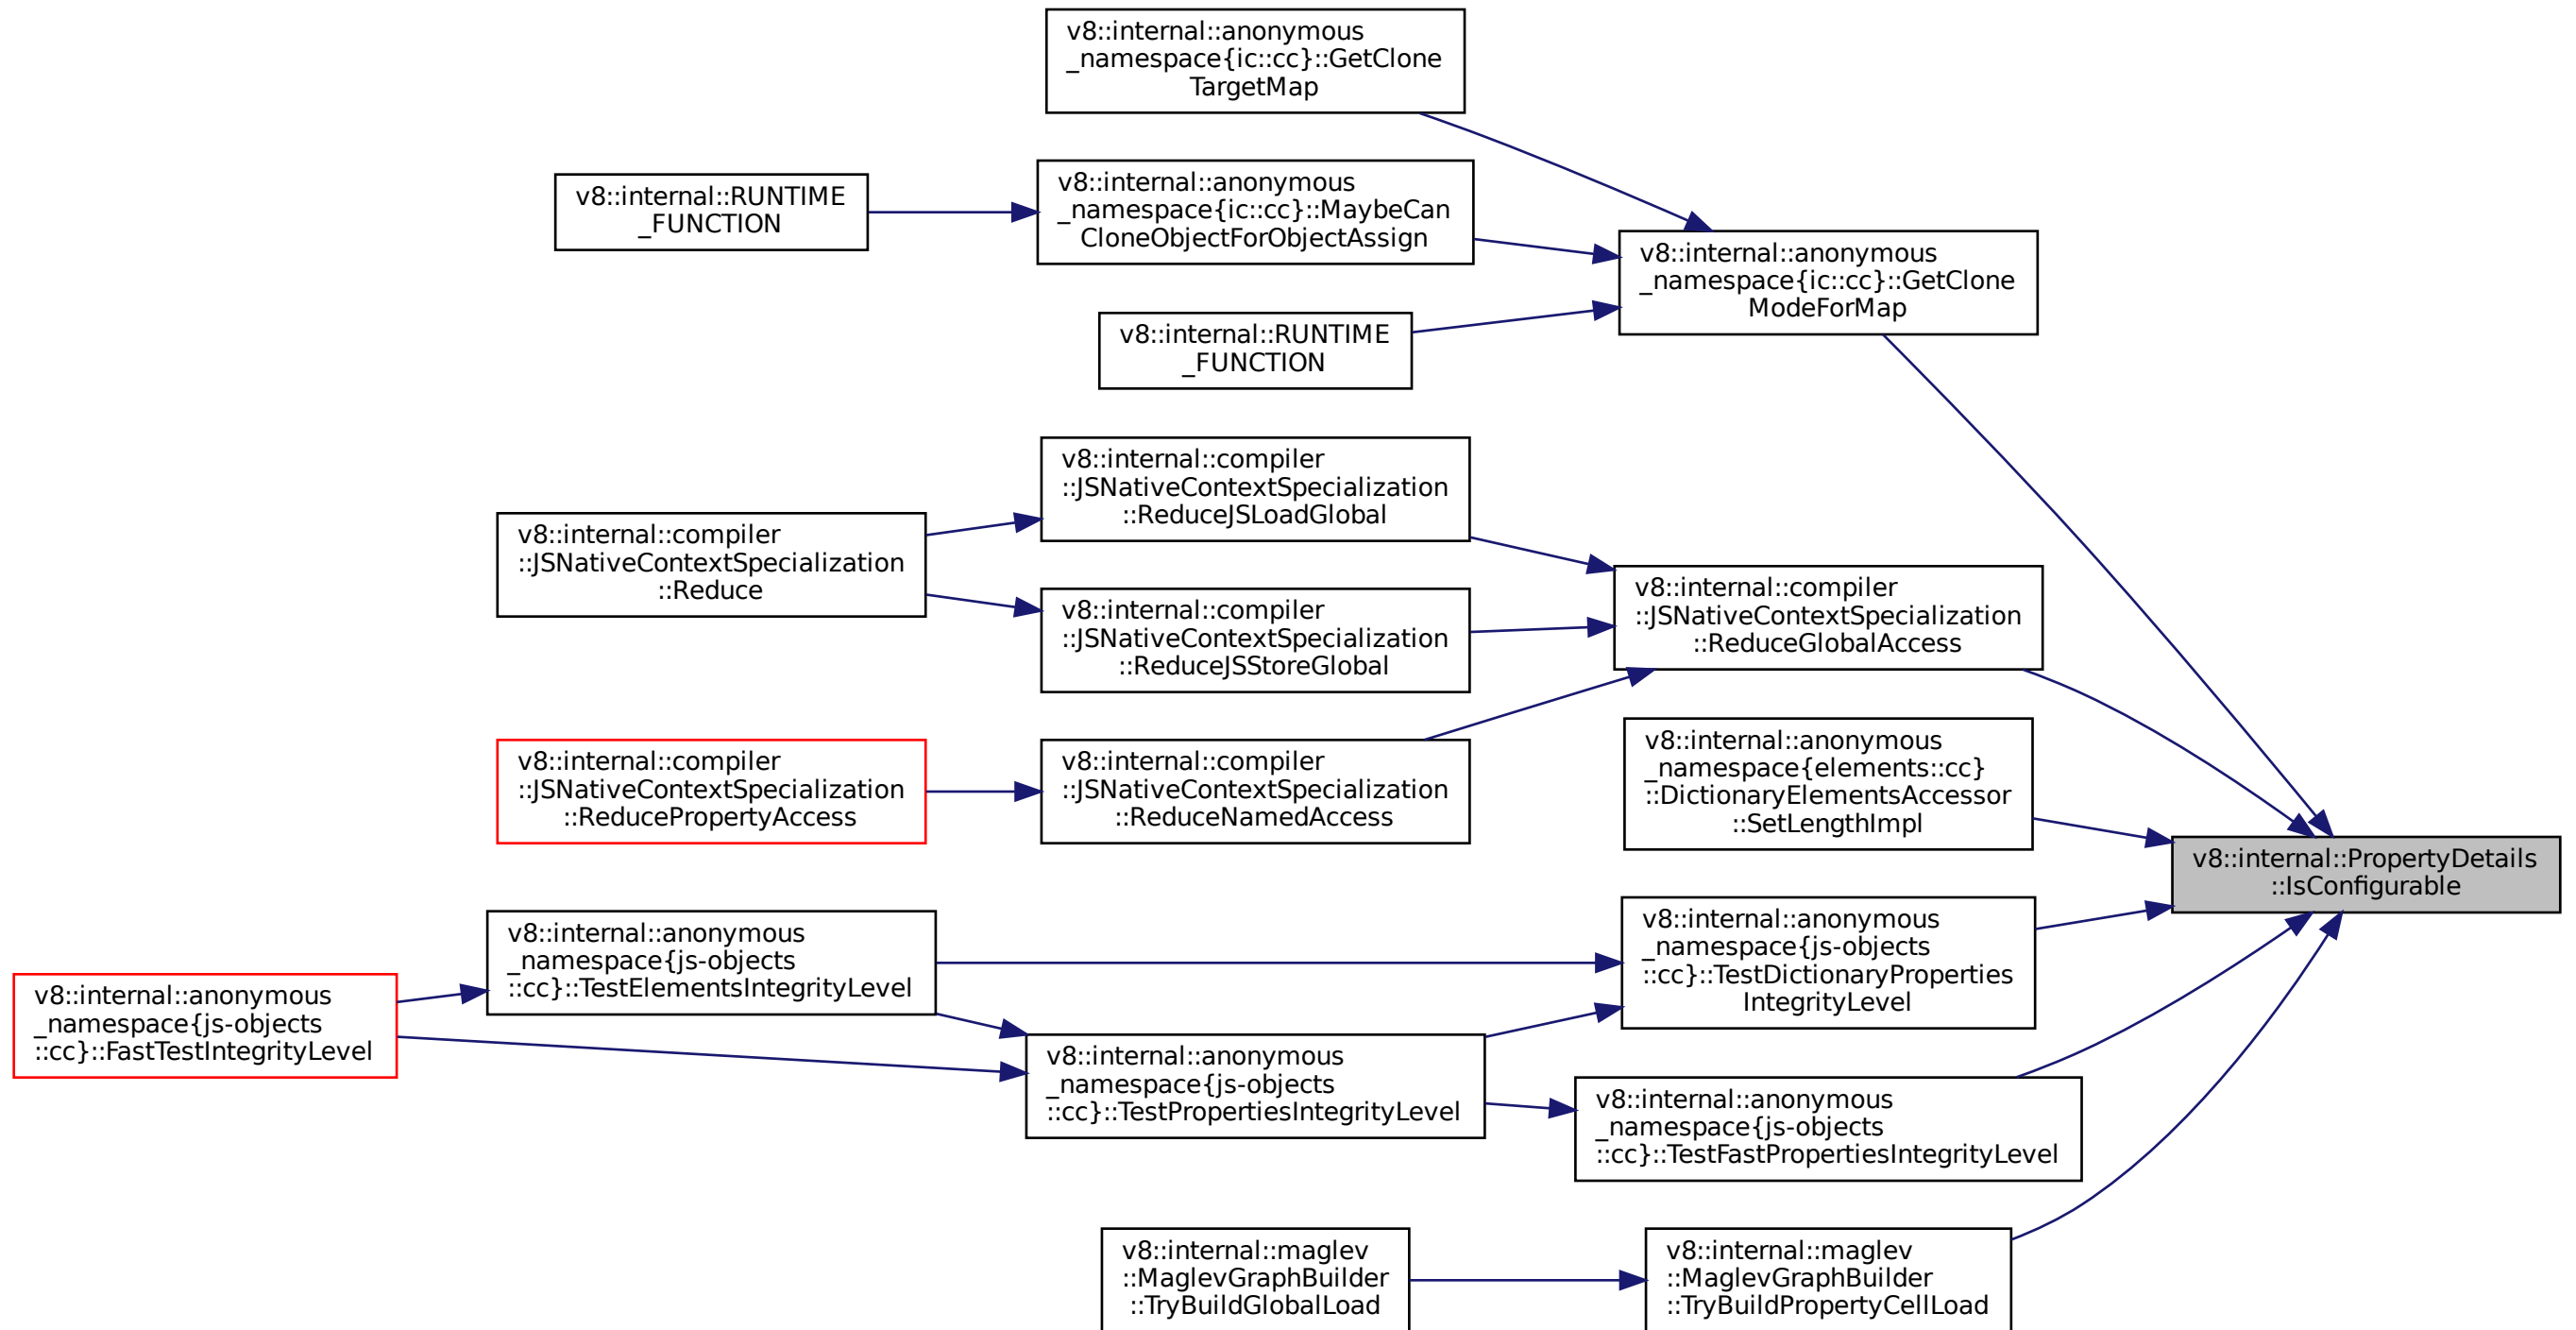 v8::internal::anonymous
_namespace{ic::cc}::GetClone
TargetMap
v8::internal::RUNTIME
_FUNCTION
v8::internal::anonymous
_namespace{ic::cc}::MaybeCan
CloneObjectForObjectAssign
v8::internal::anonymous
_namespace{ic::cc}::GetClone
ModeForMap
v8::internal::RUNTIME
_FUNCTION
v8::internal::compiler
::JSNativeContextSpecialization
::ReduceJSLoadGlobal
v8::internal::compiler
::JSNativeContextSpecialization
::Reduce
v8::internal::compiler
::JSNativeContextSpecialization
::ReduceJSStoreGlobal
v8::internal::compiler
::JSNativeContextSpecialization
::ReduceGlobalAccess
v8::internal::compiler
::JSNativeContextSpecialization
::ReducePropertyAccess
v8::internal::compiler
::JSNativeContextSpecialization
::ReduceNamedAccess
v8::internal::anonymous
_namespace{elements::cc}
::DictionaryElementsAccessor
::SetLengthImpl
v8::internal::PropertyDetails
::IsConfigurable
v8::internal::anonymous
_namespace{js-objects
::cc}::TestElementsIntegrityLevel
v8::internal::anonymous
_namespace{js-objects
::cc}::TestDictionaryProperties
IntegrityLevel
v8::internal::anonymous
_namespace{js-objects
::cc}::FastTestIntegrityLevel
v8::internal::anonymous
_namespace{js-objects
::cc}::TestPropertiesIntegrityLevel
v8::internal::anonymous
_namespace{js-objects
::cc}::TestFastPropertiesIntegrityLevel
v8::internal::maglev
::MaglevGraphBuilder
::TryBuildGlobalLoad
v8::internal::maglev
::MaglevGraphBuilder
::TryBuildPropertyCellLoad